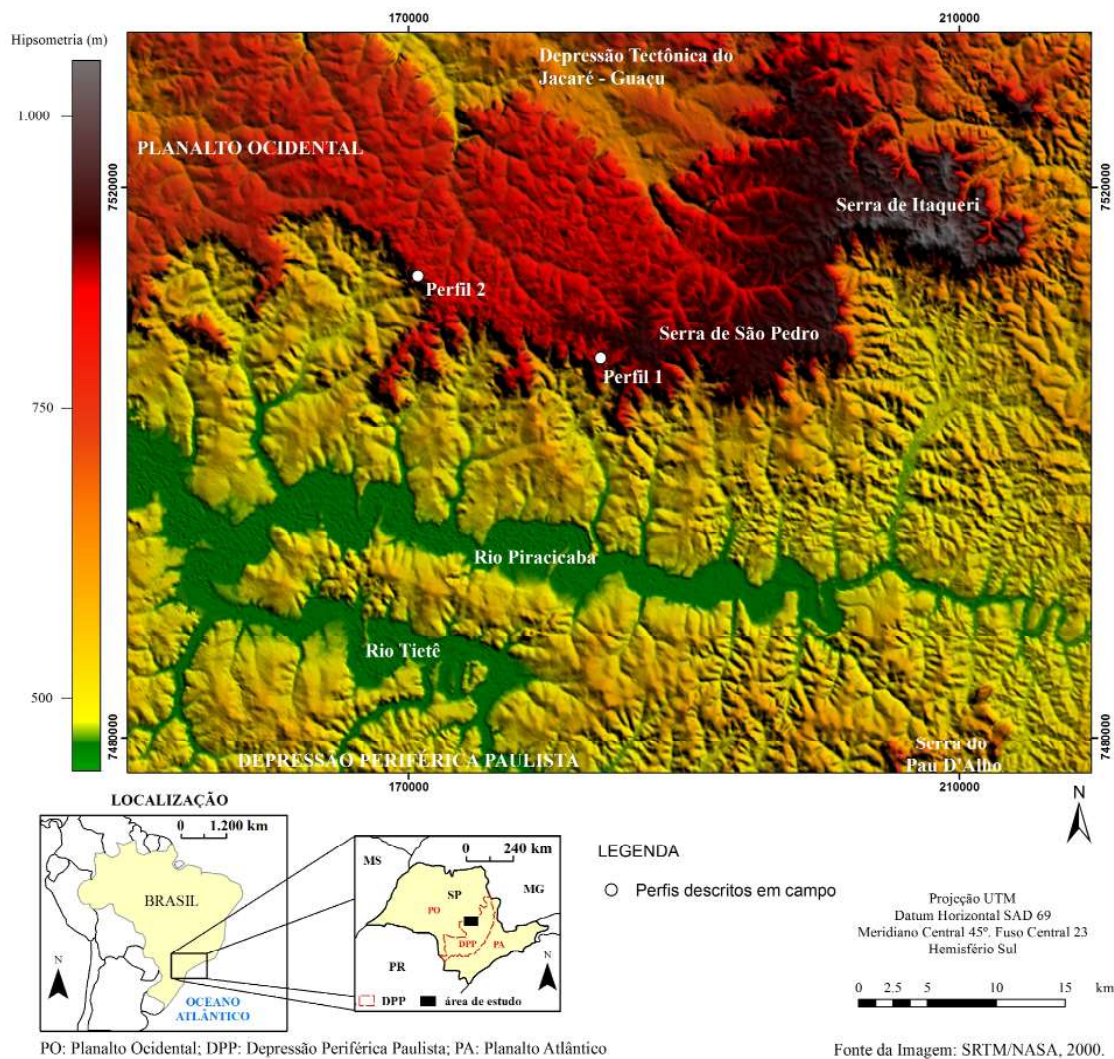 170000
210000
Hipsometria (m)
1.000
750
500
Depressão Tectônica do
Jacaré - Guaçu
PLANALTO OCIDENTAL
7520000
7520000
Serra de Itaqueri
Perfil 2
Serra de São Pedro
Perfil 1
Rio Piracicaba
Rio Tietê
7480000
7480000
DEPRESSÃO PERIFÉRICA PAULISTA
Serra do
Pau D'Alho
170000
210000
LOCALIZAÇÃO
0 1.200 km
BRASIL
N
OCEANO
ATLÂNTICO
0 240 km
MS
SP
MG
PO
DPP
PA
PR
N
DPP
área de estudo
LEGENDA
Perfis descritos em campo
N
Projeção UTM
Datum Horizontal SAD 69
Meridiano Central 45º. Fuso Central 23
Hemisfério Sul
km
0 2.5 5 10 15
PO: Planalto Ocidental; DPP: Depressão Periférica Paulista; PA: Planalto Atlântico
Fonte da Imagem: SRTM/NASA, 2000.